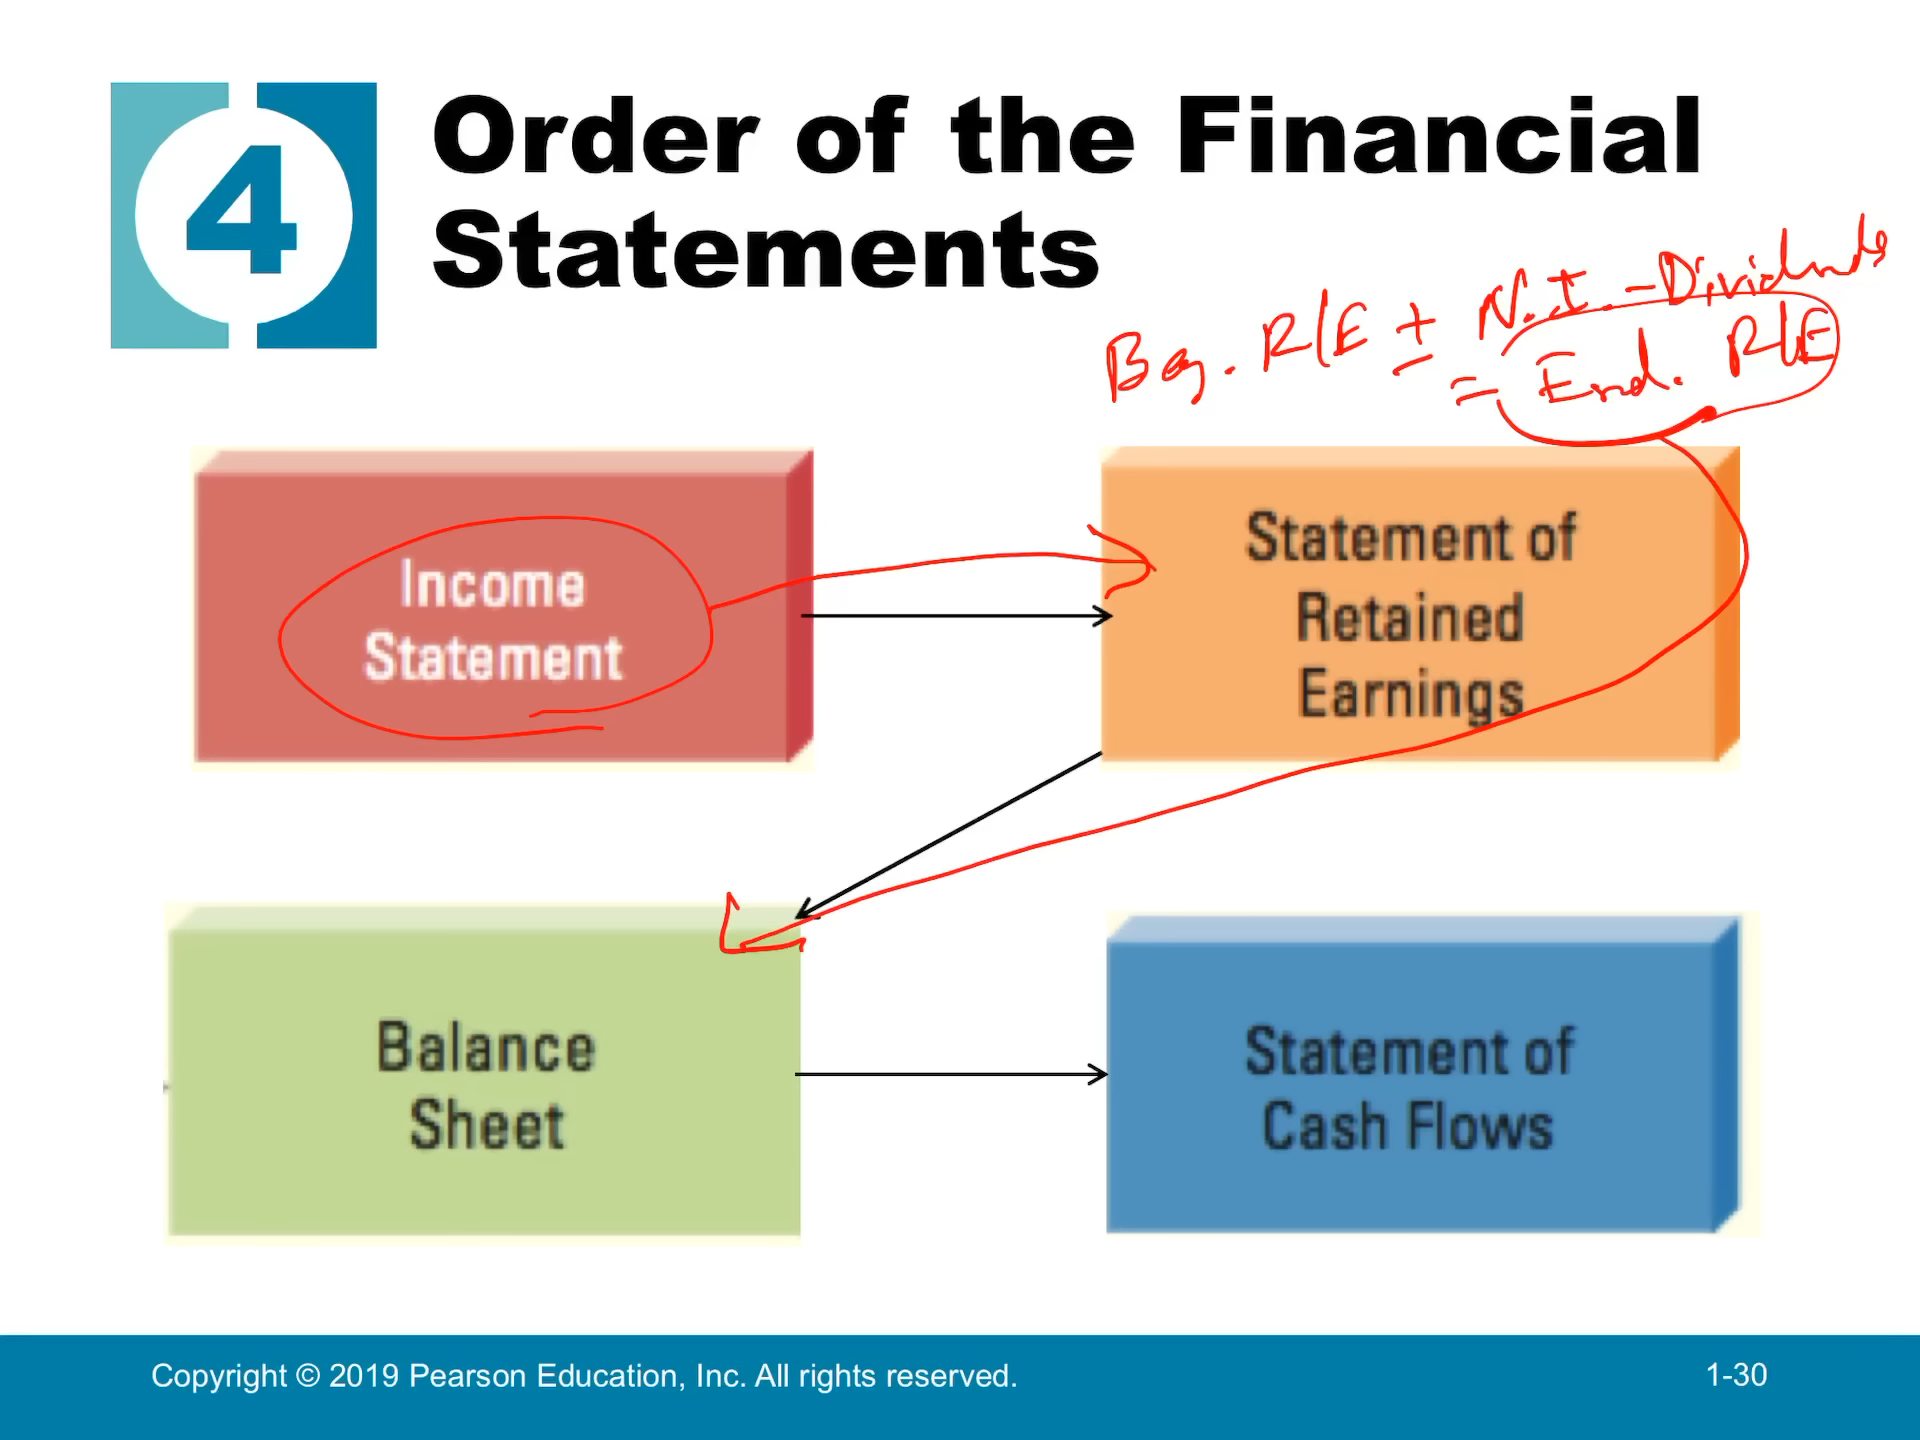 4
Order of the Financial
Statements
Beg. R/E ± N.I. - Dividends
= End. R/E
Income
Statement
Statement of
Retained
Earnings
Balance
Sheet
Statement of
Cash Flows
Copyright © 2019 Pearson Education, Inc. All rights reserved.
1-30